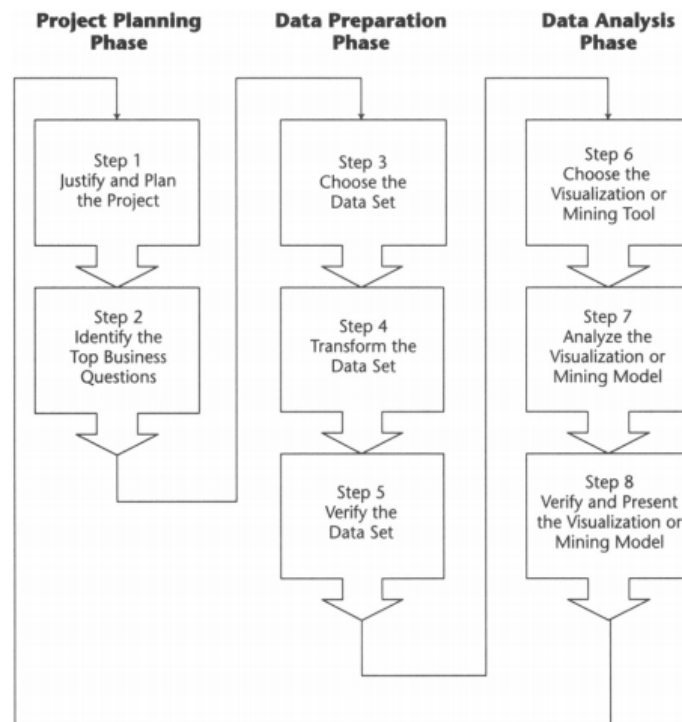 Project Planning
Phase
Data Preparation
Phase
Data Analysis
Phase
Step 1
Justify and Plan
the Project
Step 2
Identify the
Top Business
Questions
Step 3
Choose the
Data Set
Step 4
Transform the
Data Set
Step 5
Verify the
Data Set
Step 6
Choose the
Visualization or
Mining Tool
Step 7
Analyze the
Visualization or
Mining Model
Step 8
Verify and Present
the Visualization or
Mining Model